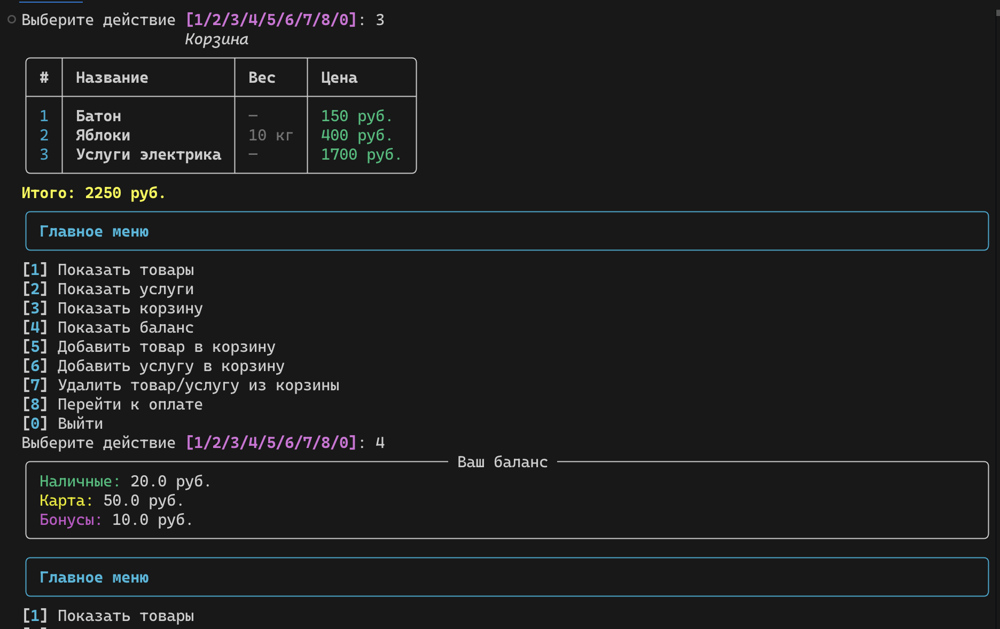 Выберите действие [1/2/3/4/5/6/7/8/0]: 3
Корзина
# Название Вес Цена
1 Батон — 150 руб.
2 Яблоки 10 кг 400 руб.
3 Услуги электрика — 1700 руб.
Итого: 2250 руб.
Главное меню
[1] Показать товары
[2] Показать услуги
[3] Показать корзину
[4] Показать баланс
[5] Добавить товар в корзину
[6] Добавить услугу в корзину
[7] Удалить товар/услугу из корзины
[8] Перейти к оплате
[0] Выйти
Выберите действие [1/2/3/4/5/6/7/8/0]: 4
Ваш баланс
Наличные: 20.0 руб.
Карта: 50.0 руб.
Бонусы: 10.0 руб.
Главное меню
[1] Показать товары